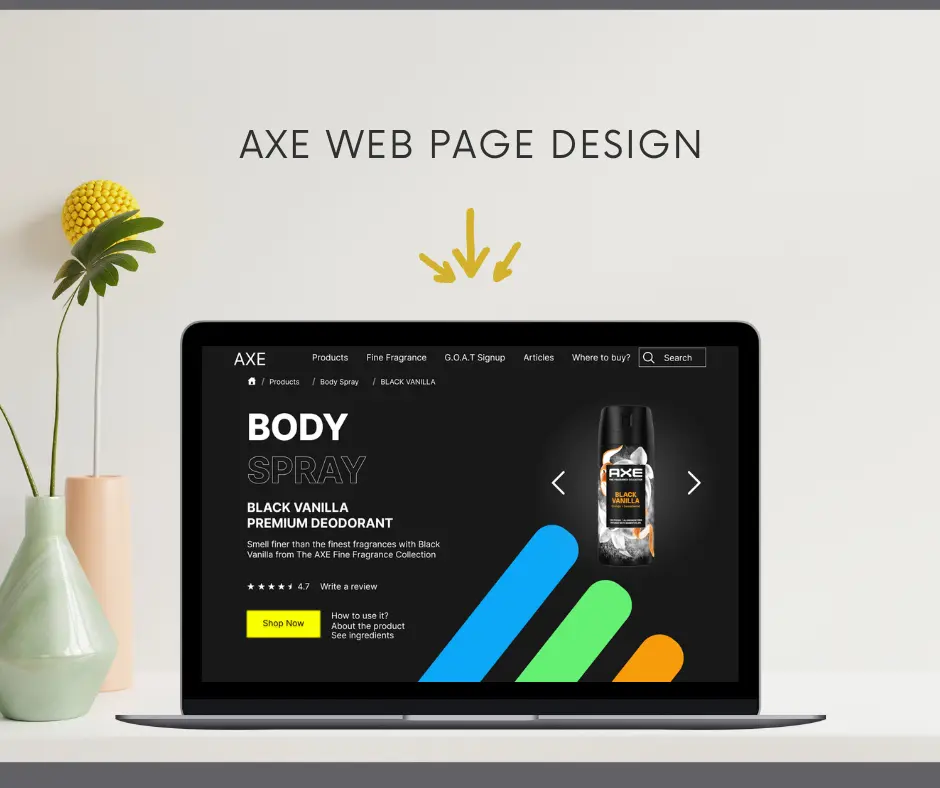 AXE WEB PAGE DESIGN
AXE
Products Fine Fragrance G.O.A.T Signup Articles Where to buy? Search
/ Products / Body Spray / BLACK VANILLA
BODY
SPRAY
BLACK VANILLA
PREMIUM DEODORANT
Smell finer than the finest fragrances with Black
Vanilla from The AXE Fine Fragrance Collection
4.7 Write a review
Shop Now
How to use it?
About the product
See ingredients
AXE
BLACK
VANILLA